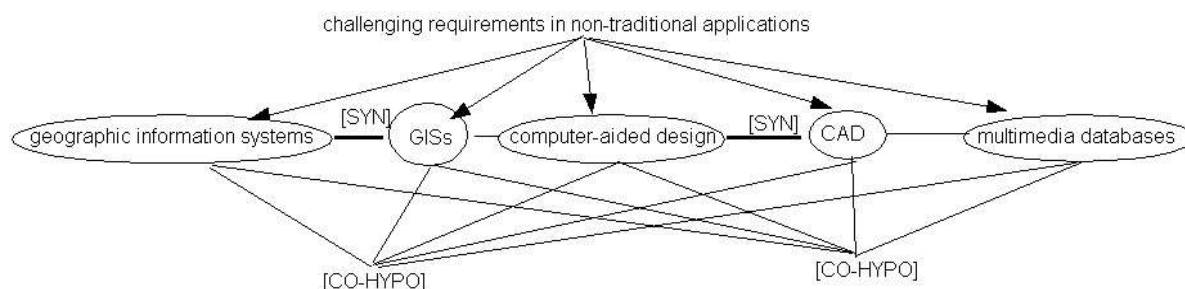 challenging requirements in non-traditional applications
[SYN]
[SYN]
geographic information systems
GISs
computer-aided design
CAD
multimedia databases
[CO-HYPO]
[CO-HYPO]